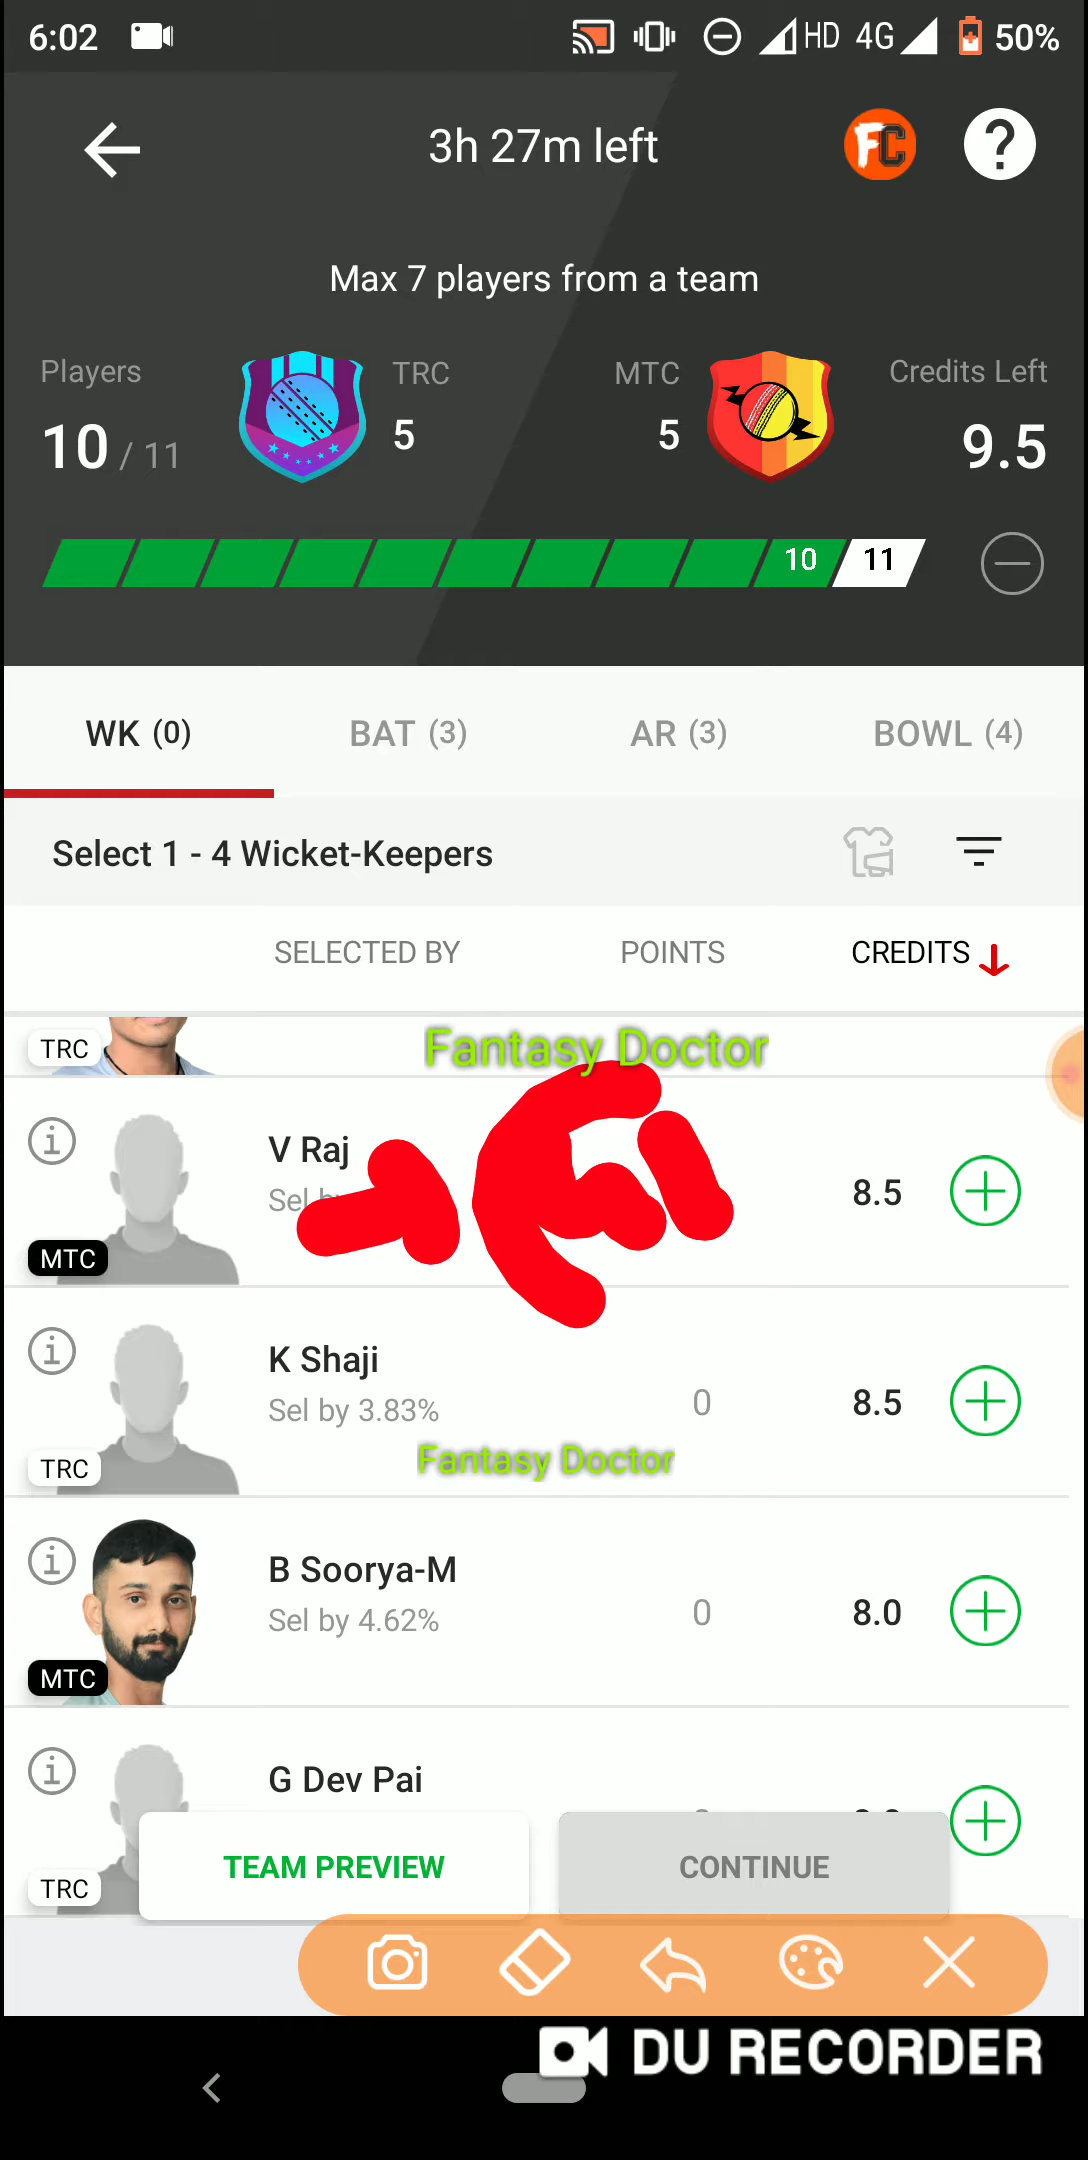 6:02 HD 4G 50%
3h 27m left FC ?
Max 7 players from a team
Players TRC MTC Credits Left
10 / 11 5 5 9.5
10 11
WK (0) BAT (3) AR (3) BOWL (4)
Select 1 - 4 Wicket-Keepers
SELECTED BY POINTS CREDITS
TRC Fantasy Doctor
V Raj
Sel by 8.5
MTC
K Shaji
Sel by 3.83% 0 8.5
TRC Fantasy Doctor
B Soorya-M
Sel by 4.62% 0 8.0
MTC
G Dev Pai
TEAM PREVIEW CONTINUE
TRC
DU RECORDER